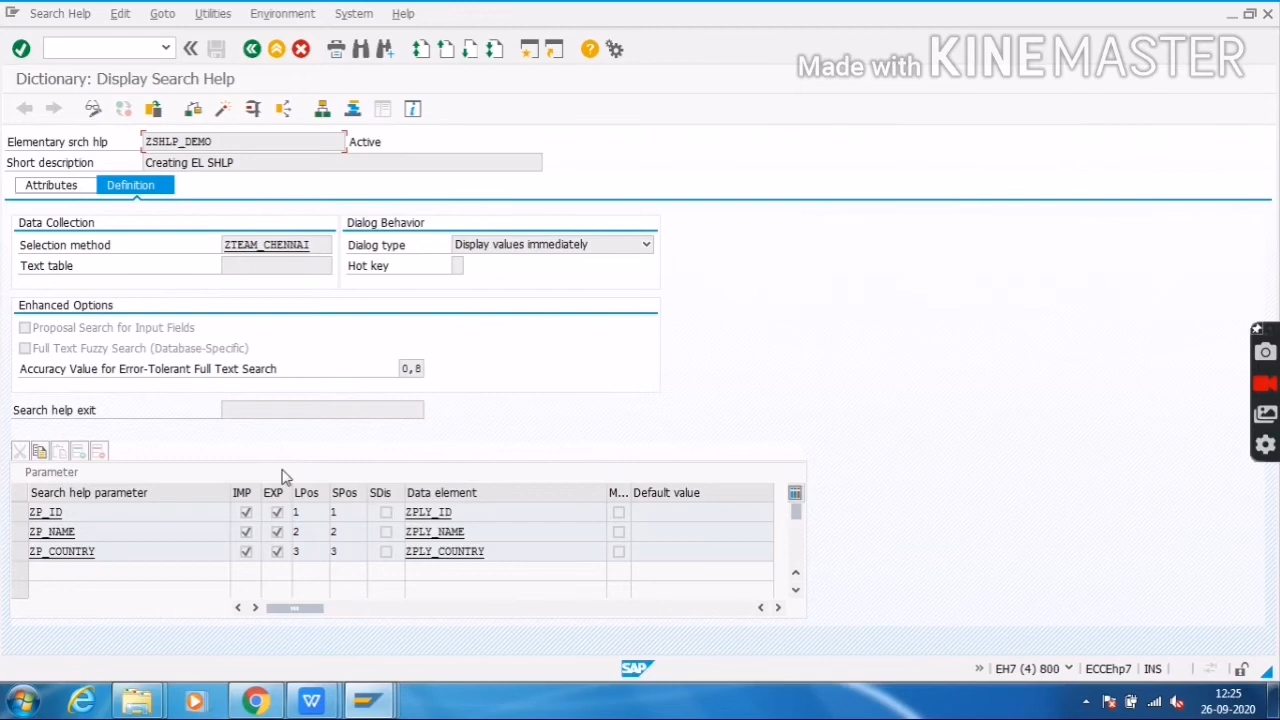 Search Help Edit Goto Utilities Environment System Help
Made with KINEMASTER
Dictionary: Display Search Help
Elementary srch hlp ZSHLP_DEMO Active
Short description Creating EL SHLP
Attributes Definition
Data Collection Dialog Behavior
Selection method ZTEAM_CHENNAI Dialog type Display values immediately
Text table Hot key
Enhanced Options
Proposal Search for Input Fields
Full Text Fuzzy Search (Database-Specific)
Accuracy Value for Error-Tolerant Full Text Search 0,8
Search help exit
Parameter
Search help parameter IMP EXP LPos SPos SDis Data element M... Default value
ZP_ID 1 1 ZPLY_ID
ZP_NAME 2 2 ZPLY_NAME
ZP_COUNTRY 3 3 ZPLY_COUNTRY
SAP EH7 (4) 800 ECCEhp7 INS
12:25
26-09-2020